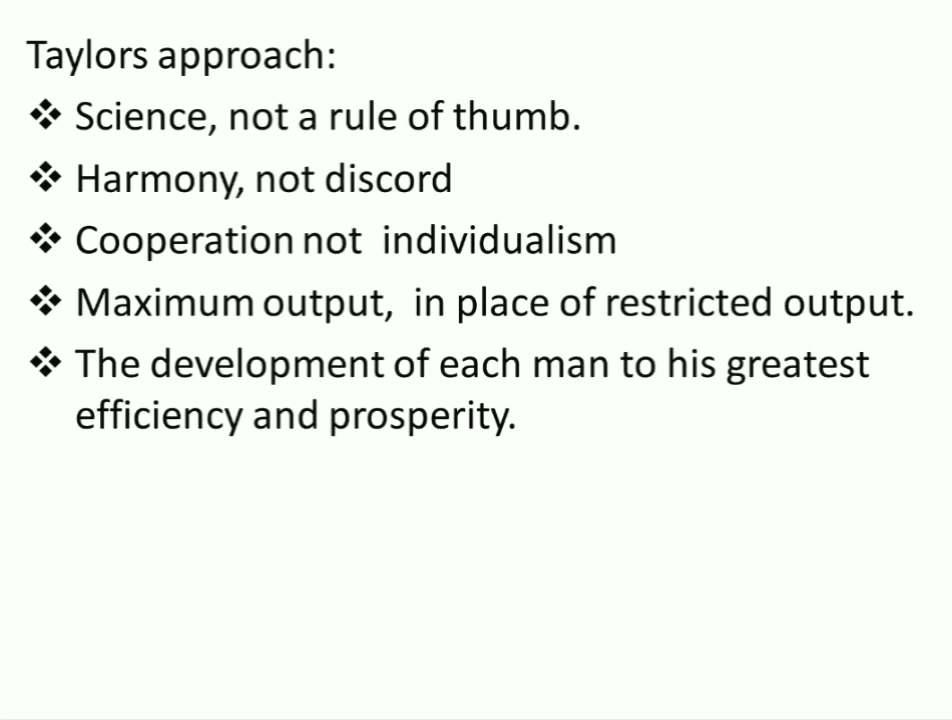 Taylors approach:
❖ Science, not a rule of thumb.
❖ Harmony, not discord
❖ Cooperation not individualism
❖ Maximum output, in place of restricted output.
❖ The development of each man to his greatest
efficiency and prosperity.